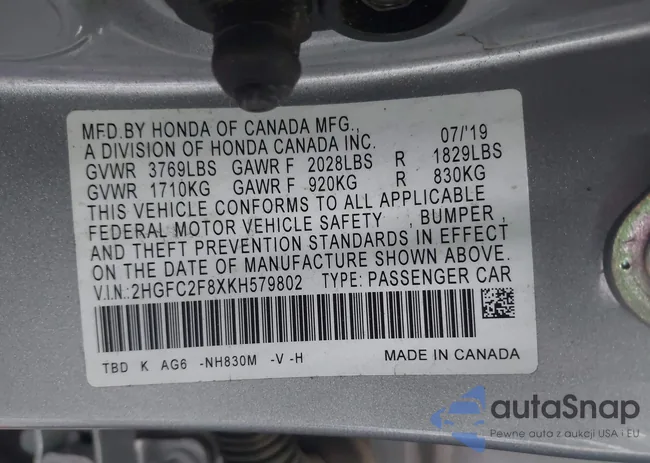 MFD.BY HONDA OF CANADA MFG., 07/'19
A DIVISION OF HONDA CANADA INC.
GVWR 3769LBS GAWR F 2028LBS R 1829LBS
GVWR 1710KG GAWR F 920KG R 830KG
THIS VEHICLE CONFORMS TO ALL APPLICABLE
FEDERAL MOTOR VEHICLE SAFETY , BUMPER ,
AND THEFT PREVENTION STANDARDS IN EFFECT
ON THE DATE OF MANUFACTURE SHOWN ABOVE.
V.I.N.:2HGFC2F8XKH579802 TYPE: PASSENGER CAR
TBD K AG6 -NH830M -V -H MADE IN CANADA
autaSnap
Pewne auta z aukcji USA i EU